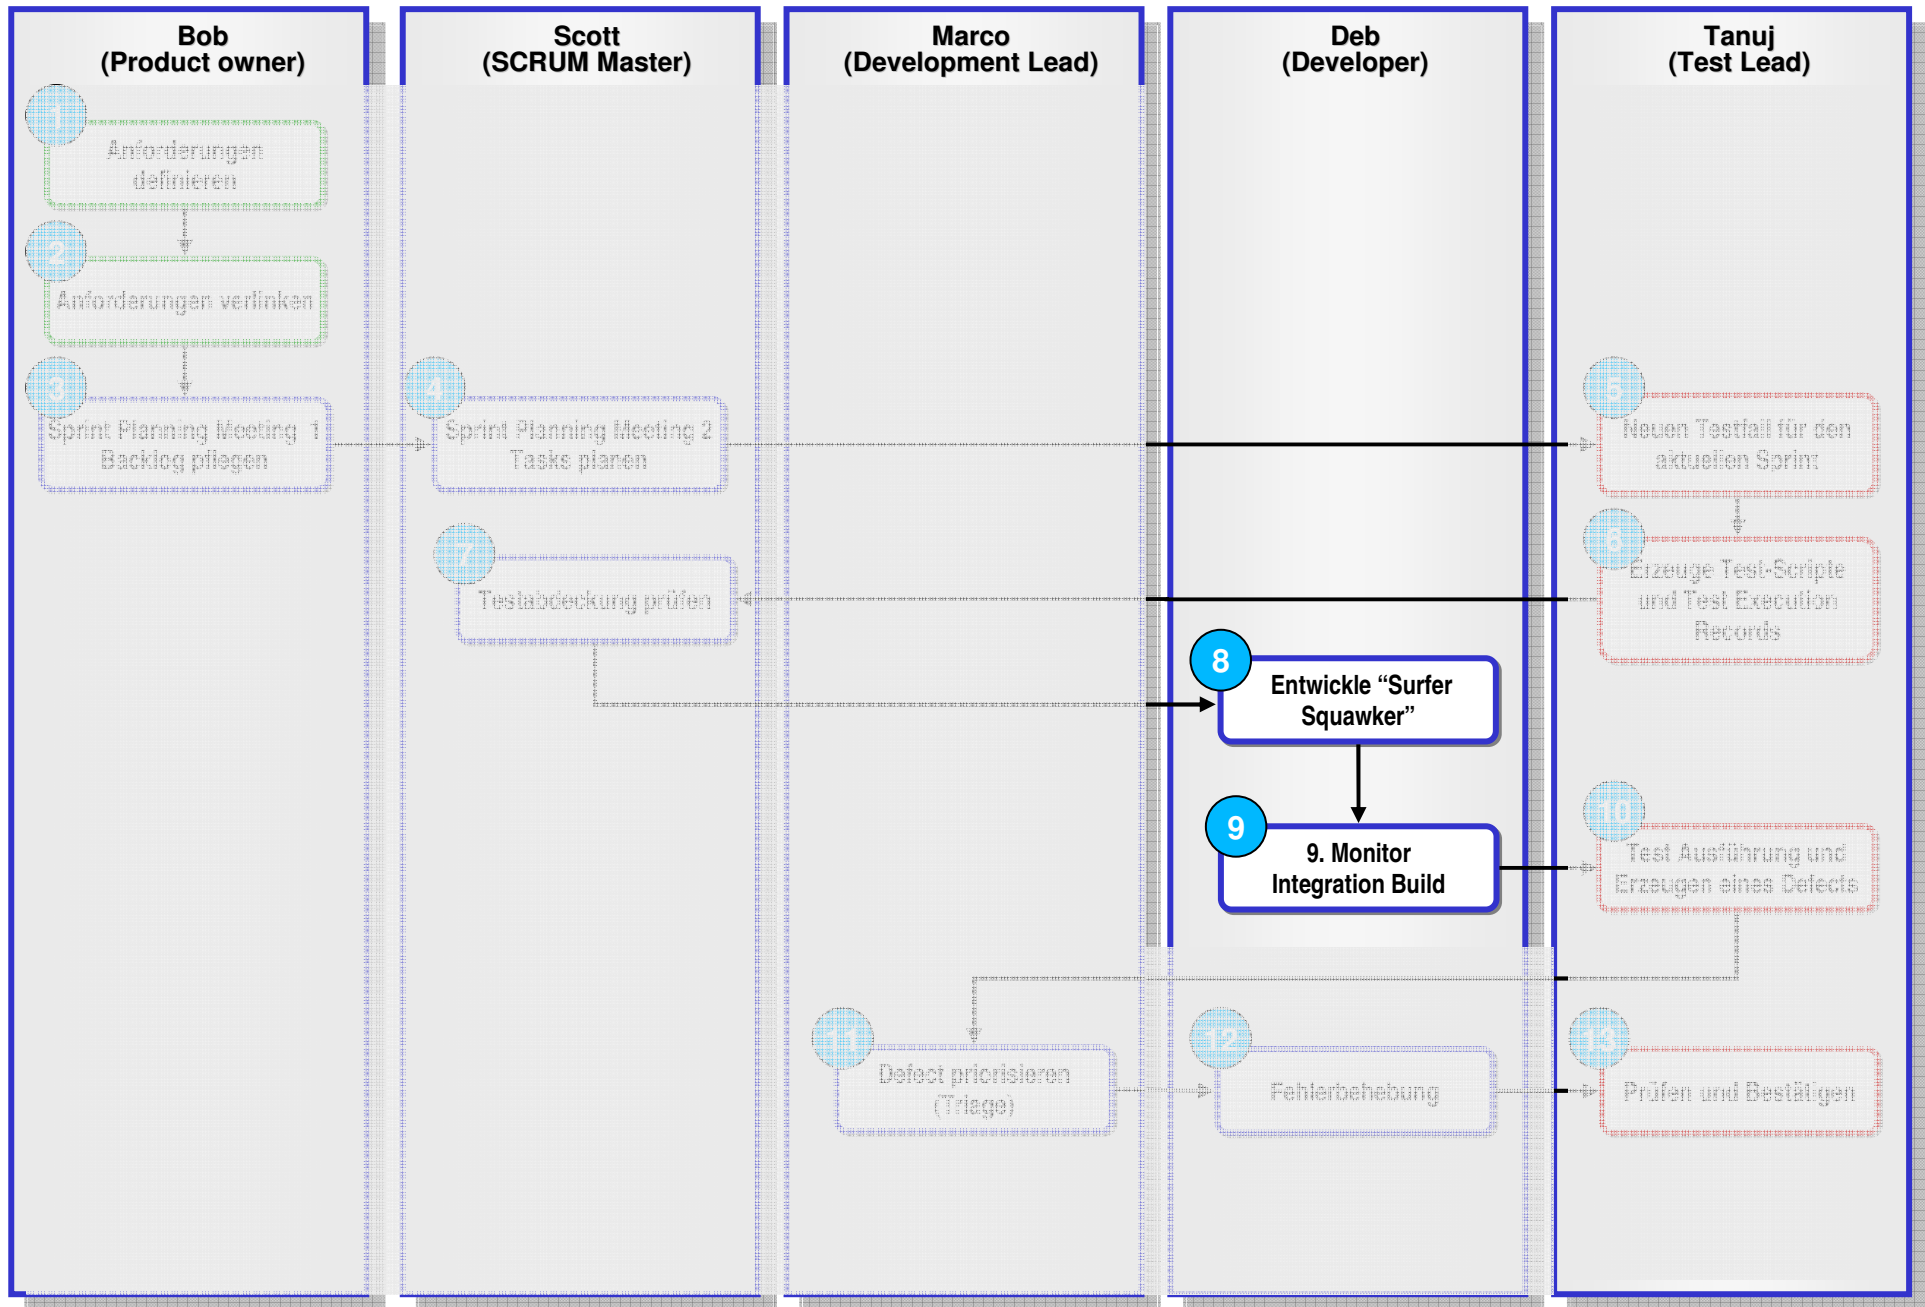 Bob
(Product owner)
Scott
(SCRUM Master)
Marco
(Development Lead)
Deb
(Developer)
Tanuj
(Test Lead)
1
Anforderungen
definieren
2
Anforderungen verlinken
3
Sprint Planning Meeting 1
Backlog pflegen
4
Sprint Planning Meeting 2
Tasks planen
5
Neuen Testfall für den
aktuellen Sprint
Erzeuge Test-Scripte
und Test Execution
Records
7
Testabdeckung prüfen
8
Entwickle “Surfer
Squawker”
9
9. Monitor
Integration Build
10
Test Ausführung und
Erzeugen eines Defects
11
Defect priorisieren
(Triage)
12
Fehlerbehebung
13
Prüfen und Bestätigen